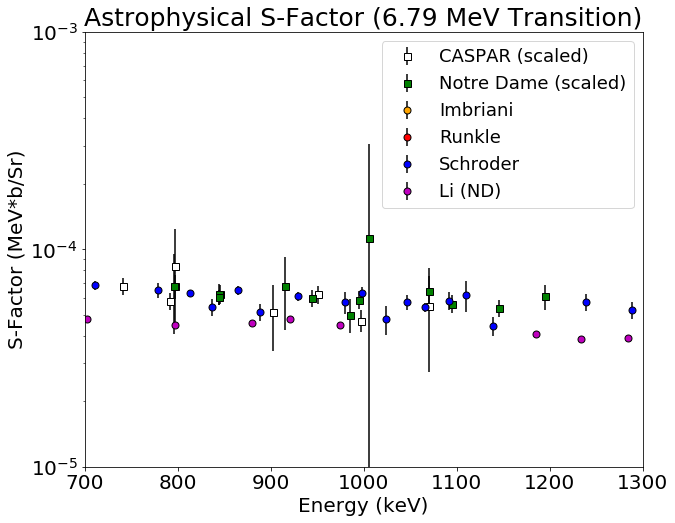 Astrophysical S-Factor (6.79 MeV Transition)
10⁻³
CASPAR (scaled)
Notre Dame (scaled)
Imbriani
Runkle
Schroder
Li (ND)
S-Factor (MeV*b/Sr)
10⁻⁴
10⁻⁵
700 800 900 1000 1100 1200 1300
Energy (keV)